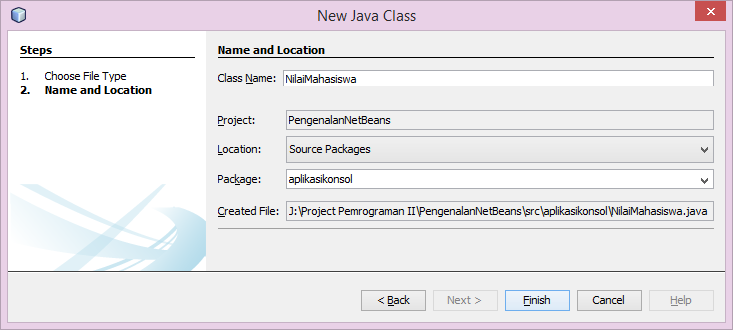 New Java Class
Steps
1. Choose File Type
2. Name and Location
Name and Location
Class Name: NilaiMahasiswa
Project: PengenalanNetBeans
Location: Source Packages
Package: aplikasikonsol
Created File: J:\Project Pemrograman II\PengenalanNetBeans\src\aplikasikonsol\NilaiMahasiswa.java
< Back Next > Finish Cancel Help